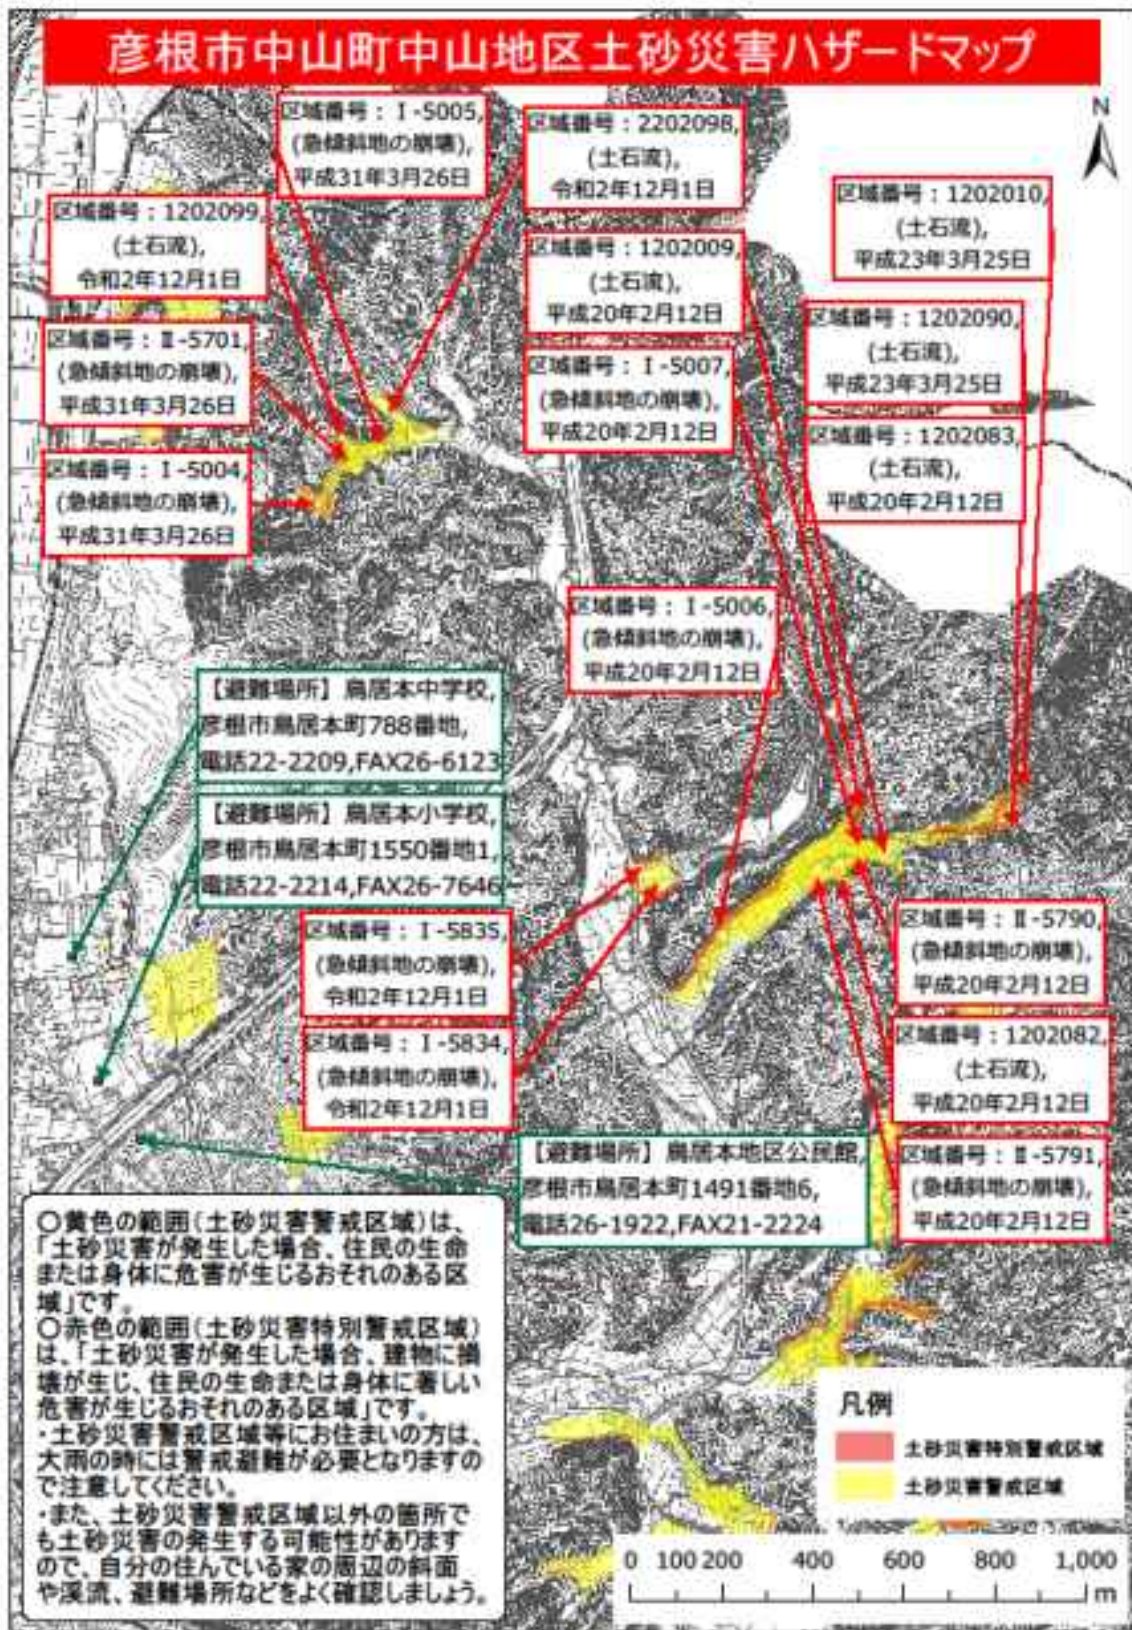 彦根市中山町中山地区土砂災害ハザードマップ
N
区域番号：Ⅰ-5005,
(急傾斜地の崩壊),
平成31年3月26日
区域番号：2202098,
(土石流),
令和2年12月1日
区域番号：1202099,
(土石流),
令和2年12月1日
区域番号：1202009,
(土石流),
平成20年2月12日
区域番号：1202010,
(土石流),
平成23年3月25日
区域番号：Ⅱ-5701,
(急傾斜地の崩壊),
平成31年3月26日
区域番号：Ⅰ-5007,
(急傾斜地の崩壊),
平成20年2月12日
区域番号：1202090,
(土石流),
平成23年3月25日
区域番号：Ⅰ-5004,
(急傾斜地の崩壊),
平成31年3月26日
区域番号：1202083,
(土石流),
平成20年2月12日
区域番号：Ⅰ-5006,
(急傾斜地の崩壊),
平成20年2月12日
【避難場所】鳥居本中学校,
彦根市鳥居本町788番地,
電話22-2209,FAX26-6123
【避難場所】鳥居本小学校,
彦根市鳥居本町1550番地1,
電話22-2214,FAX26-7646
区域番号：Ⅰ-5835,
(急傾斜地の崩壊),
令和2年12月1日
区域番号：Ⅱ-5790,
(急傾斜地の崩壊),
平成20年2月12日
区域番号：Ⅰ-5834,
(急傾斜地の崩壊),
令和2年12月1日
区域番号：1202082,
(土石流),
平成20年2月12日
【避難場所】鳥居本地区公民館,
彦根市鳥居本町1491番地6,
電話26-1922,FAX21-2224
区域番号：Ⅱ-5791,
(急傾斜地の崩壊),
平成20年2月12日
○黄色の範囲(土砂災害警戒区域)は、
「土砂災害が発生した場合、住民の生命
または身体に危害が生じるおそれのある区
域」です。
○赤色の範囲(土砂災害特別警戒区域)
は、「土砂災害が発生した場合、建物に損
壊が生じ、住民の生命または身体に著しい
危害が生じるおそれのある区域」です。
・土砂災害警戒区域等にお住まいの方は、
大雨の時には警戒避難が必要となりますの
で注意してください。
・また、土砂災害警戒区域以外の箇所で
も土砂災害の発生する可能性があります
ので、自分の住んでいる家の周辺の斜面
や渓流、避難場所などをよく確認しましょう。
凡例
土砂災害特別警戒区域
土砂災害警戒区域
0 100 200 400 600 800 1,000
m